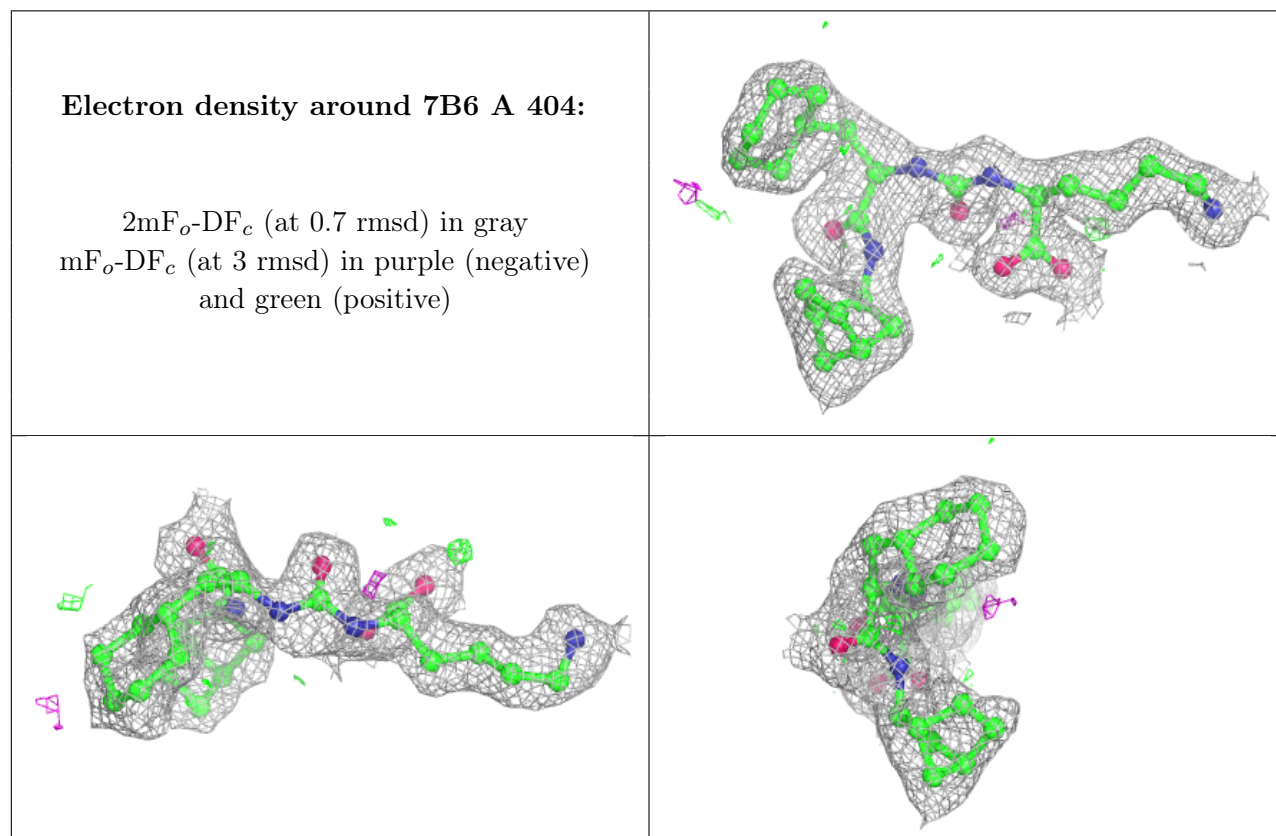 Electron density around 7B6 A 404:
2mFo-DFc (at 0.7 rmsd) in gray
mFo-DFc (at 3 rmsd) in purple (negative)
and green (positive)